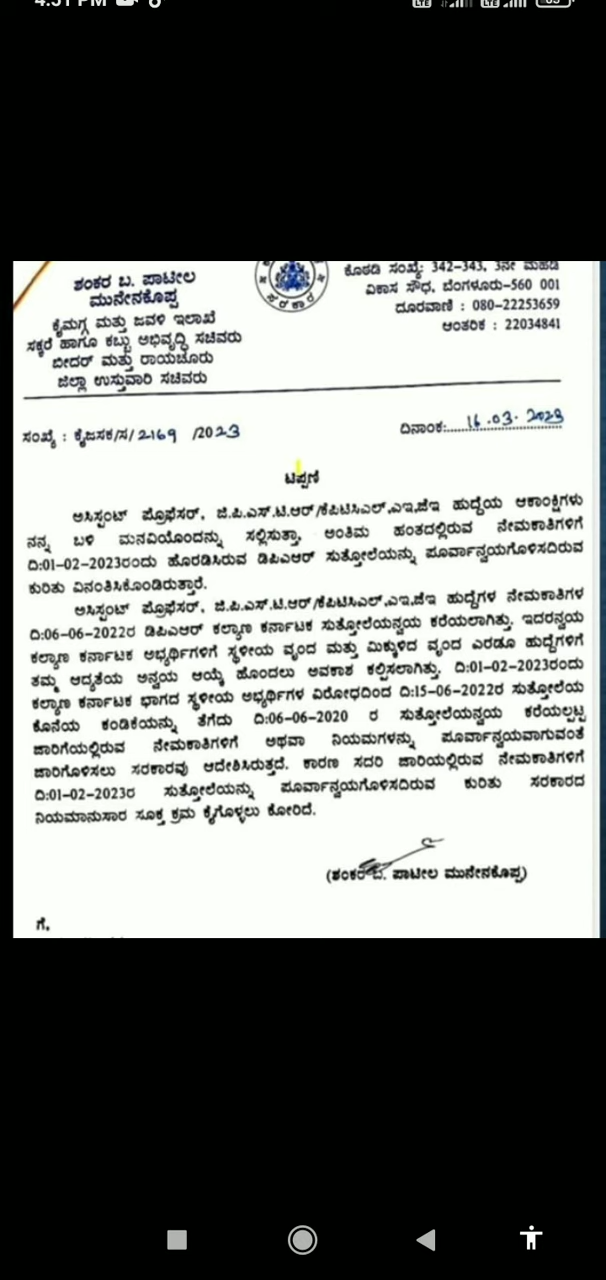 4:51 PM
ಶಂಕರ ಬ. ಪಾಟೀಲ
ಮುನೇನಕೊಪ್ಪ
ಕೈಮಗ್ಗ ಮತ್ತು ಜವಳಿ ಇಲಾಖೆ
ಸಕ್ಕರೆ ಹಾಗೂ ಕಬ್ಬು ಅಭಿವೃದ್ಧಿ ಸಚಿವರು
ಬೀದರ್ ಮತ್ತು ರಾಯಚೂರು
ಜಿಲ್ಲಾ ಉಸ್ತುವಾರಿ ಸಚಿವರು
ಸರ್ಕಾರ
ಕೊಠಡಿ ಸಂಖ್ಯೆ: 342-343, 3ನೇ ಮಹಡಿ
ವಿಕಾಸ ಸೌಧ, ಬೆಂಗಳೂರು-560 001
ದೂರವಾಣಿ : 080-22253659
ಆಂತರಿಕ : 22034841
ಸಂಖ್ಯೆ : ಕೈಜಸಕ/ಸ/2169 /2023
ದಿನಾಂಕ:16.03.2023
ಟಿಪ್ಪಣಿ
ಅಸಿಸ್ಟಂಟ್ ಪ್ರೊಫೆಸರ್, ಜಿ.ಪಿ.ಎಸ್.ಟಿ.ಆರ್/ಕೆಪಿಟಿಸಿಎಲ್,ಎಇ,ಜೆಇ ಹುದ್ದೆಯ ಆಕಾಂಕ್ಷಿಗಳು
ನನ್ನ ಬಳಿ ಮನವಿಯೊಂದನ್ನು ಸಲ್ಲಿಸುತ್ತಾ, ಅಂತಿಮ ಹಂತದಲ್ಲಿರುವ ನೇಮಕಾತಿಗಳಿಗೆ
ದಿ:01-02-2023ರಂದು ಹೊರಡಿಸಿರುವ ಡಿಪಿಎಆರ್ ಸುತ್ತೋಲೆಯನ್ನು ಪೂರ್ವಾನ್ವಯಗೊಳಿಸದಿರುವ
ಕುರಿತು ವಿನಂತಿಸಿಕೊಂಡಿರುತ್ತಾರೆ.
ಅಸಿಸ್ಟಂಟ್ ಪ್ರೊಫೆಸರ್, ಜಿ.ಪಿ.ಎಸ್.ಟಿ.ಆರ್/ಕೆಪಿಟಿಸಿಎಲ್,ಎಇ,ಜೆಇ ಹುದ್ದೆಗಳ ನೇಮಕಾತಿಗಳ
ದಿ:06-06-2022ರ ಡಿಪಿಎಆರ್ ಕಲ್ಯಾಣ ಕರ್ನಾಟಕ ಸುತ್ತೋಲೆಯನ್ವಯ ಕರೆಯಲಾಗಿತ್ತು. ಇದರನ್ವಯ
ಕಲ್ಯಾಣ ಕರ್ನಾಟಕ ಅಭ್ಯರ್ಥಿಗಳಿಗೆ ಸ್ಥಳೀಯ ವೃಂದ ಮತ್ತು ಮಿಕ್ಕುಳಿದ ವೃಂದ ಎರಡೂ ಹುದ್ದೆಗಳಿಗೆ
ತಮ್ಮ ಆದ್ಯತೆಯ ಅನ್ವಯ ಆಯ್ಕೆ ಹೊಂದಲು ಅವಕಾಶ ಕಲ್ಪಿಸಲಾಗಿತ್ತು. ದಿ:01-02-2023ರಂದು
ಕಲ್ಯಾಣ ಕರ್ನಾಟಕ ಭಾಗದ ಸ್ಥಳೀಯ ಅಭ್ಯರ್ಥಿಗಳ ವಿರೋಧದಿಂದ ದಿ:15-06-2022ರ ಸುತ್ತೋಲೆಯ
ಕೊನೆಯ ಕಂಡಿಕೆಯನ್ನು ತೆಗೆದು ದಿ:06-06-2020 ರ ಸುತ್ತೋಲೆಯನ್ವಯ ಕರೆಯಲ್ಪಟ್ಟ
ಜಾರಿಗೆಯಲ್ಲಿರುವ ನೇಮಕಾತಿಗಳಿಗೆ ಅಥವಾ ನಿಯಮಗಳನ್ನು ಪೂರ್ವಾನ್ವಯವಾಗುವಂತೆ
ಜಾರಿಗೊಳಿಸಲು ಸರಕಾರವು ಆದೇಶಿಸಿರುತ್ತದೆ. ಕಾರಣ ಸದರಿ ಜಾರಿಯಲ್ಲಿರುವ ನೇಮಕಾತಿಗಳಿಗೆ
ದಿ:01-02-2023ರ ಸುತ್ತೋಲೆಯನ್ನು ಪೂರ್ವಾನ್ವಯಗೊಳಿಸದಿರುವ ಕುರಿತು ಸರಕಾರದ
ನಿಯಮಾನುಸಾರ ಸೂಕ್ತ ಕ್ರಮ ಕೈಗೊಳ್ಳಲು ಕೋರಿದೆ.
(ಶಂಕರ ಬ. ಪಾಟೀಲ ಮುನೇನಕೊಪ್ಪ)
ಗೆ,